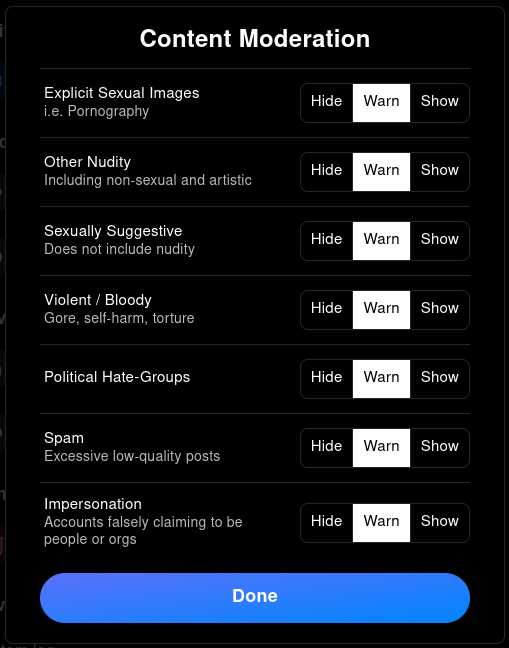 Content Moderation
Explicit Sexual Images
i.e. Pornography
Hide Warn Show
Other Nudity
Including non-sexual and artistic
Hide Warn Show
Sexually Suggestive
Does not include nudity
Hide Warn Show
Violent / Bloody
Gore, self-harm, torture
Hide Warn Show
Political Hate-Groups
Hide Warn Show
Spam
Excessive low-quality posts
Hide Warn Show
Impersonation
Accounts falsely claiming to be
people or orgs
Hide Warn Show
Done